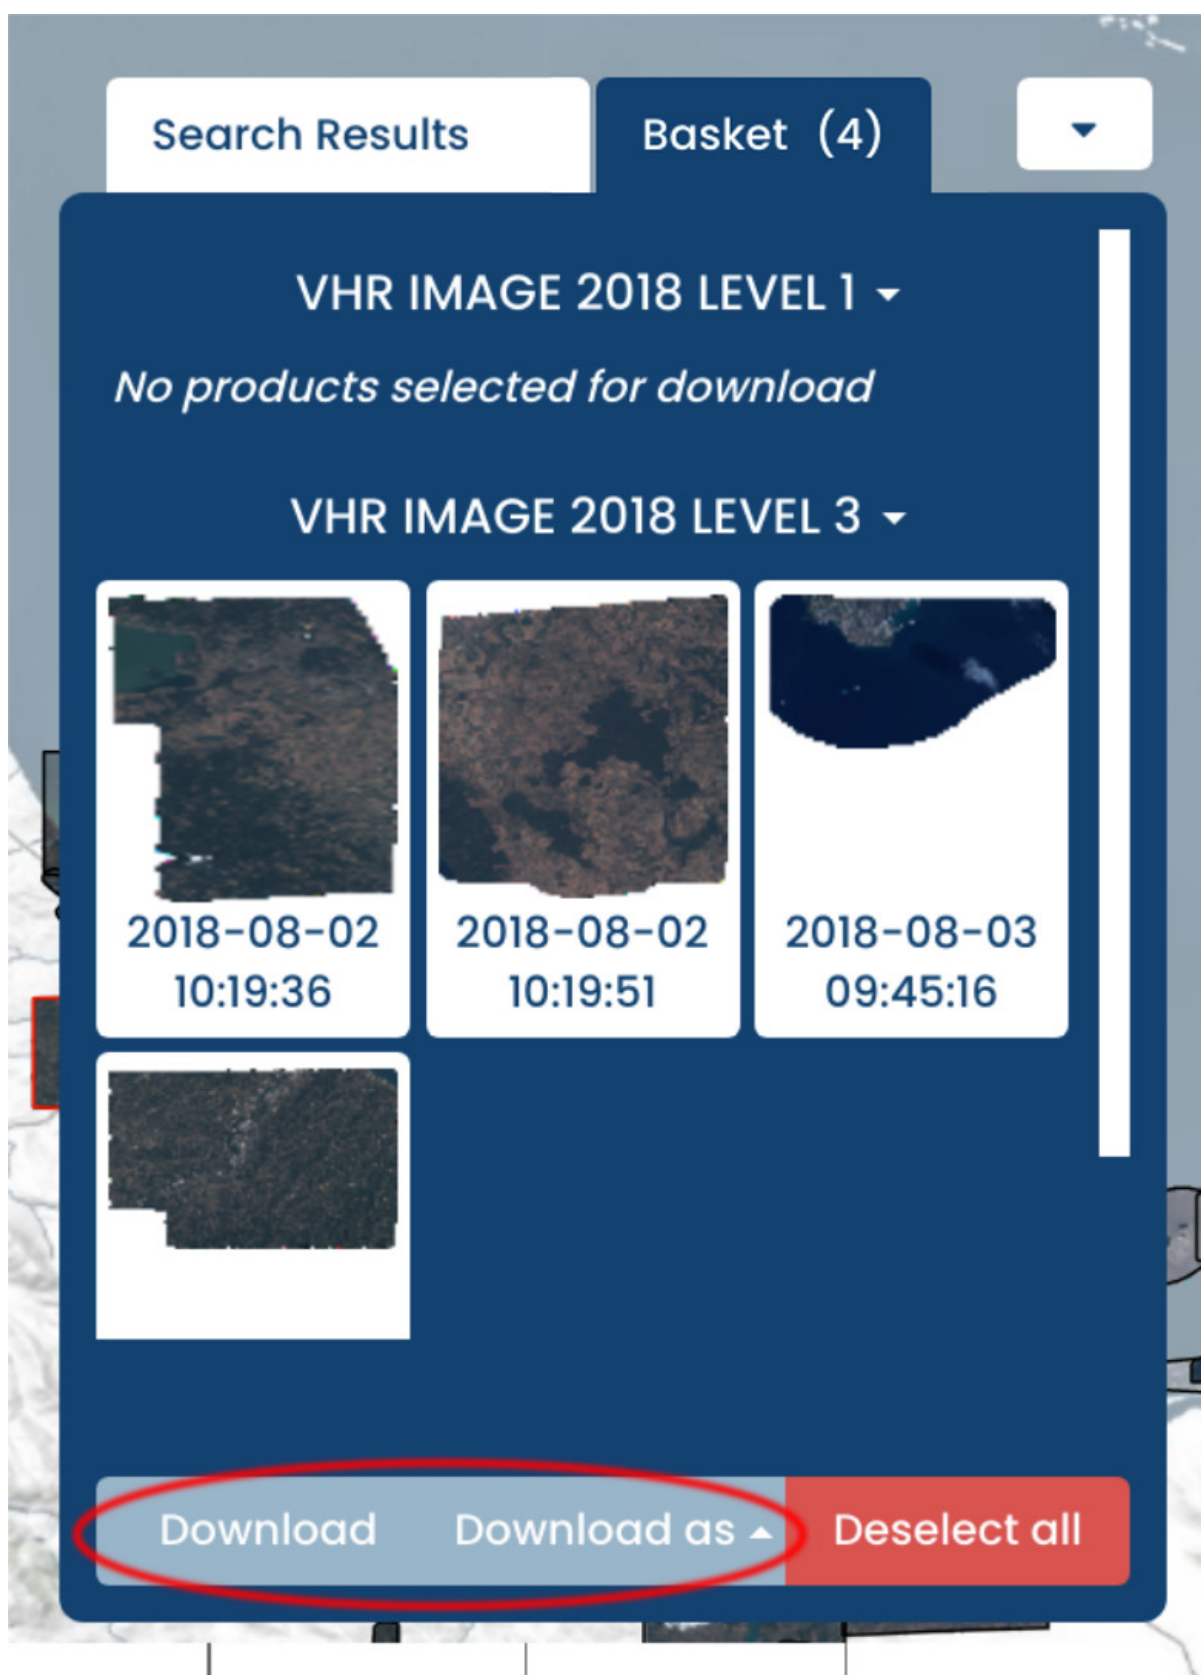 Search Results
Basket (4)
VHR IMAGE 2018 LEVEL 1
No products selected for download
VHR IMAGE 2018 LEVEL 3
2018-08-02
10:19:36
2018-08-02
10:19:51
2018-08-03
09:45:16
Download
Download as
Deselect all